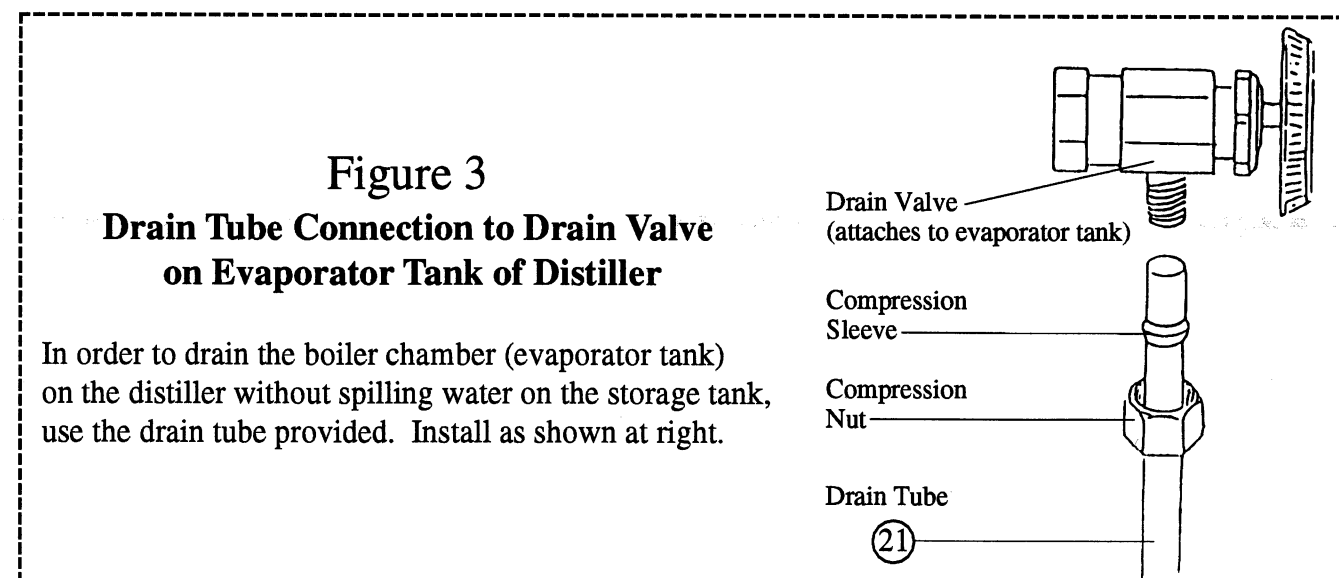 Figure 3
Drain Tube Connection to Drain Valve
on Evaporator Tank of Distiller
In order to drain the boiler chamber (evaporator tank)
on the distiller without spilling water on the storage tank,
use the drain tube provided. Install as shown at right.
Drain Valve
(attaches to evaporator tank)
Compression
Sleeve
Compression
Nut
Drain Tube
21